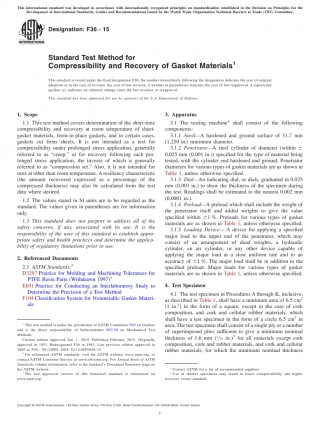 This international standard was developed in accordance with internationally recognized principles on standardization established in the Decision on Principles for the
Development of International Standards, Guides and Recommendations issued by the World Trade Organization Technical Barriers to Trade (TBT) Committee.
Designation: F36 − 15
Standard Test Method for
Compressibility and Recovery of Gasket Materials1
This standard is issued under the fixed designation F36; the number immediately following the designation indicates the year of original
adoption or, in the case of revision, the year of last revision. A number in parentheses indicates the year of last reapproval. A superscript
epsilon (ε) indicates an editorial change since the last revision or reapproval.
This standard has been approved for use by agencies of the U.S. Department of Defense.
1. Scope
1.1 This test method covers determination of the short-time
compressibility and recovery at room temperature of sheet-
gasket materials, form-in-place gaskets, and in certain cases,
gaskets cut from sheets. It is not intended as a test for
compressibility under prolonged stress application, generally
referred to as “creep,” or for recovery following such pro-
longed stress application, the inverse of which is generally
referred to as “compression set.” Also, it is not intended for
tests at other than room temperature. A resiliency characteristic
(the amount recovered expressed as a percentage of the
compressed thickness) may also be calculated from the test
data where desired.
1.2 The values stated in SI units are to be regarded as the
standard. The values given in parentheses are for information
only.
1.3 This standard does not purport to address all of the
safety concerns, if any, associated with its use. It is the
responsibility of the user of this standard to establish appro-
priate safety and health practices and determine the applica-
bility of regulatory limitations prior to use.
2. Referenced Documents
2.1 ASTM Standards:2
D3297 Practice for Molding and Machining Tolerances for
PTFE Resin Parts (Withdrawn 1997)3
E691 Practice for Conducting an Interlaboratory Study to
Determine the Precision of a Test Method
F104 Classification System for Nonmetallic Gasket Materi-
als
1 This test method is under the jurisdiction of ASTM Committee F03 on Gaskets
and is the direct responsibility of Subcommittee F03.20 on Mechanical Test
Methods.
Current edition approved Jan. 1, 2015. Published February 2015. Originally
2 For referenced ASTM standards, visit the ASTM website, www.astm.org, or
contact ASTM Customer Service at service@astm.org. For Annual Book of ASTM
Standards volume information, refer to the standard’s Document Summary page on
the ASTM website.
3 The last approved version of this historical standard is referenced on
www.astm.org.
3. Apparatus
3.1 The testing machine4 shall consist of the following
components:
3.1.1 Anvil—A hardened and ground surface of 31.7 mm
(1.250 in.) minimum diameter.
3.1.2 Penetrator—A steel cylinder of diameter (within ±
0.025 mm (0.001 in.)) specified for the type of material being
tested, with the cylinder end hardened and ground. Penetrator
diameters for various types of gasket materials are as shown in
Table 1, unless otherwise specified.
3.1.3 Dial—An indicating dial, or dials, graduated in 0.025
mm (0.001 in.) to show the thickness of the specimen during
the test. Readings shall be estimated to the nearest 0.002 mm
(0.0001 in.).
3.1.4 Preload—A preload which shall include the weight of
the penetrator itself and added weights to give the value
specified within ±1 %. Preloads for various types of gasket
materials are as shown in Table 1, unless otherwise specified.
3.1.5 Loading Device— A device for applying a specified
major load to the upper end of the penetrator, which may
consist of an arrangement of dead weights, a hydraulic
cylinder, an air cylinder, or any other device capable of
applying the major load at a slow uniform rate and to an
accuracy of ±1 %. The major load shall be in addition to the
specified preload. Major loads for various types of gasket
materials are as shown in Table 1, unless otherwise specified.
4. Test Specimen
4.1 The test specimen in Procedures A through K, inclusive,
as described in Table 1, shall have a minimum area of 6.5 cm2
(1 in.2) in the form of a square, except in the case of cork
composition, and cork and cellular rubber materials, which
shall have a test specimen in the form of a circle 6.5 cm2 in
area. The test specimen shall consist of a single ply or a number
of superimposed plies sufficient to give a minimum nominal
thickness of 1.6 mm (1⁄16 in.)5 for all materials except cork
composition, cork and rubber materials, and cork and cellular
rubber materials, for which the minimum nominal thickness
4 Contact ASTM for a list of recommended suppliers.
5 Use of thicker specimens may result in lower compressibility and higher
recovery values than normal.
Copyright © ASTM International, 100 Barr Harbor Drive, PO Box C700, West Conshohocken, PA 19428-2959. United States
1